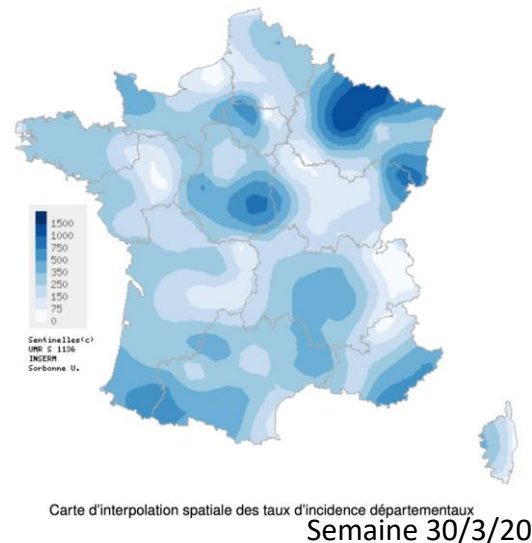 1500
1000
750
500
350
250
150
75
0
Sentinelles(c)
UMR S 1136
INSERM
Sorbonne U.
Carte d'interpolation spatiale des taux d'incidence départementaux
Semaine 30/3/20